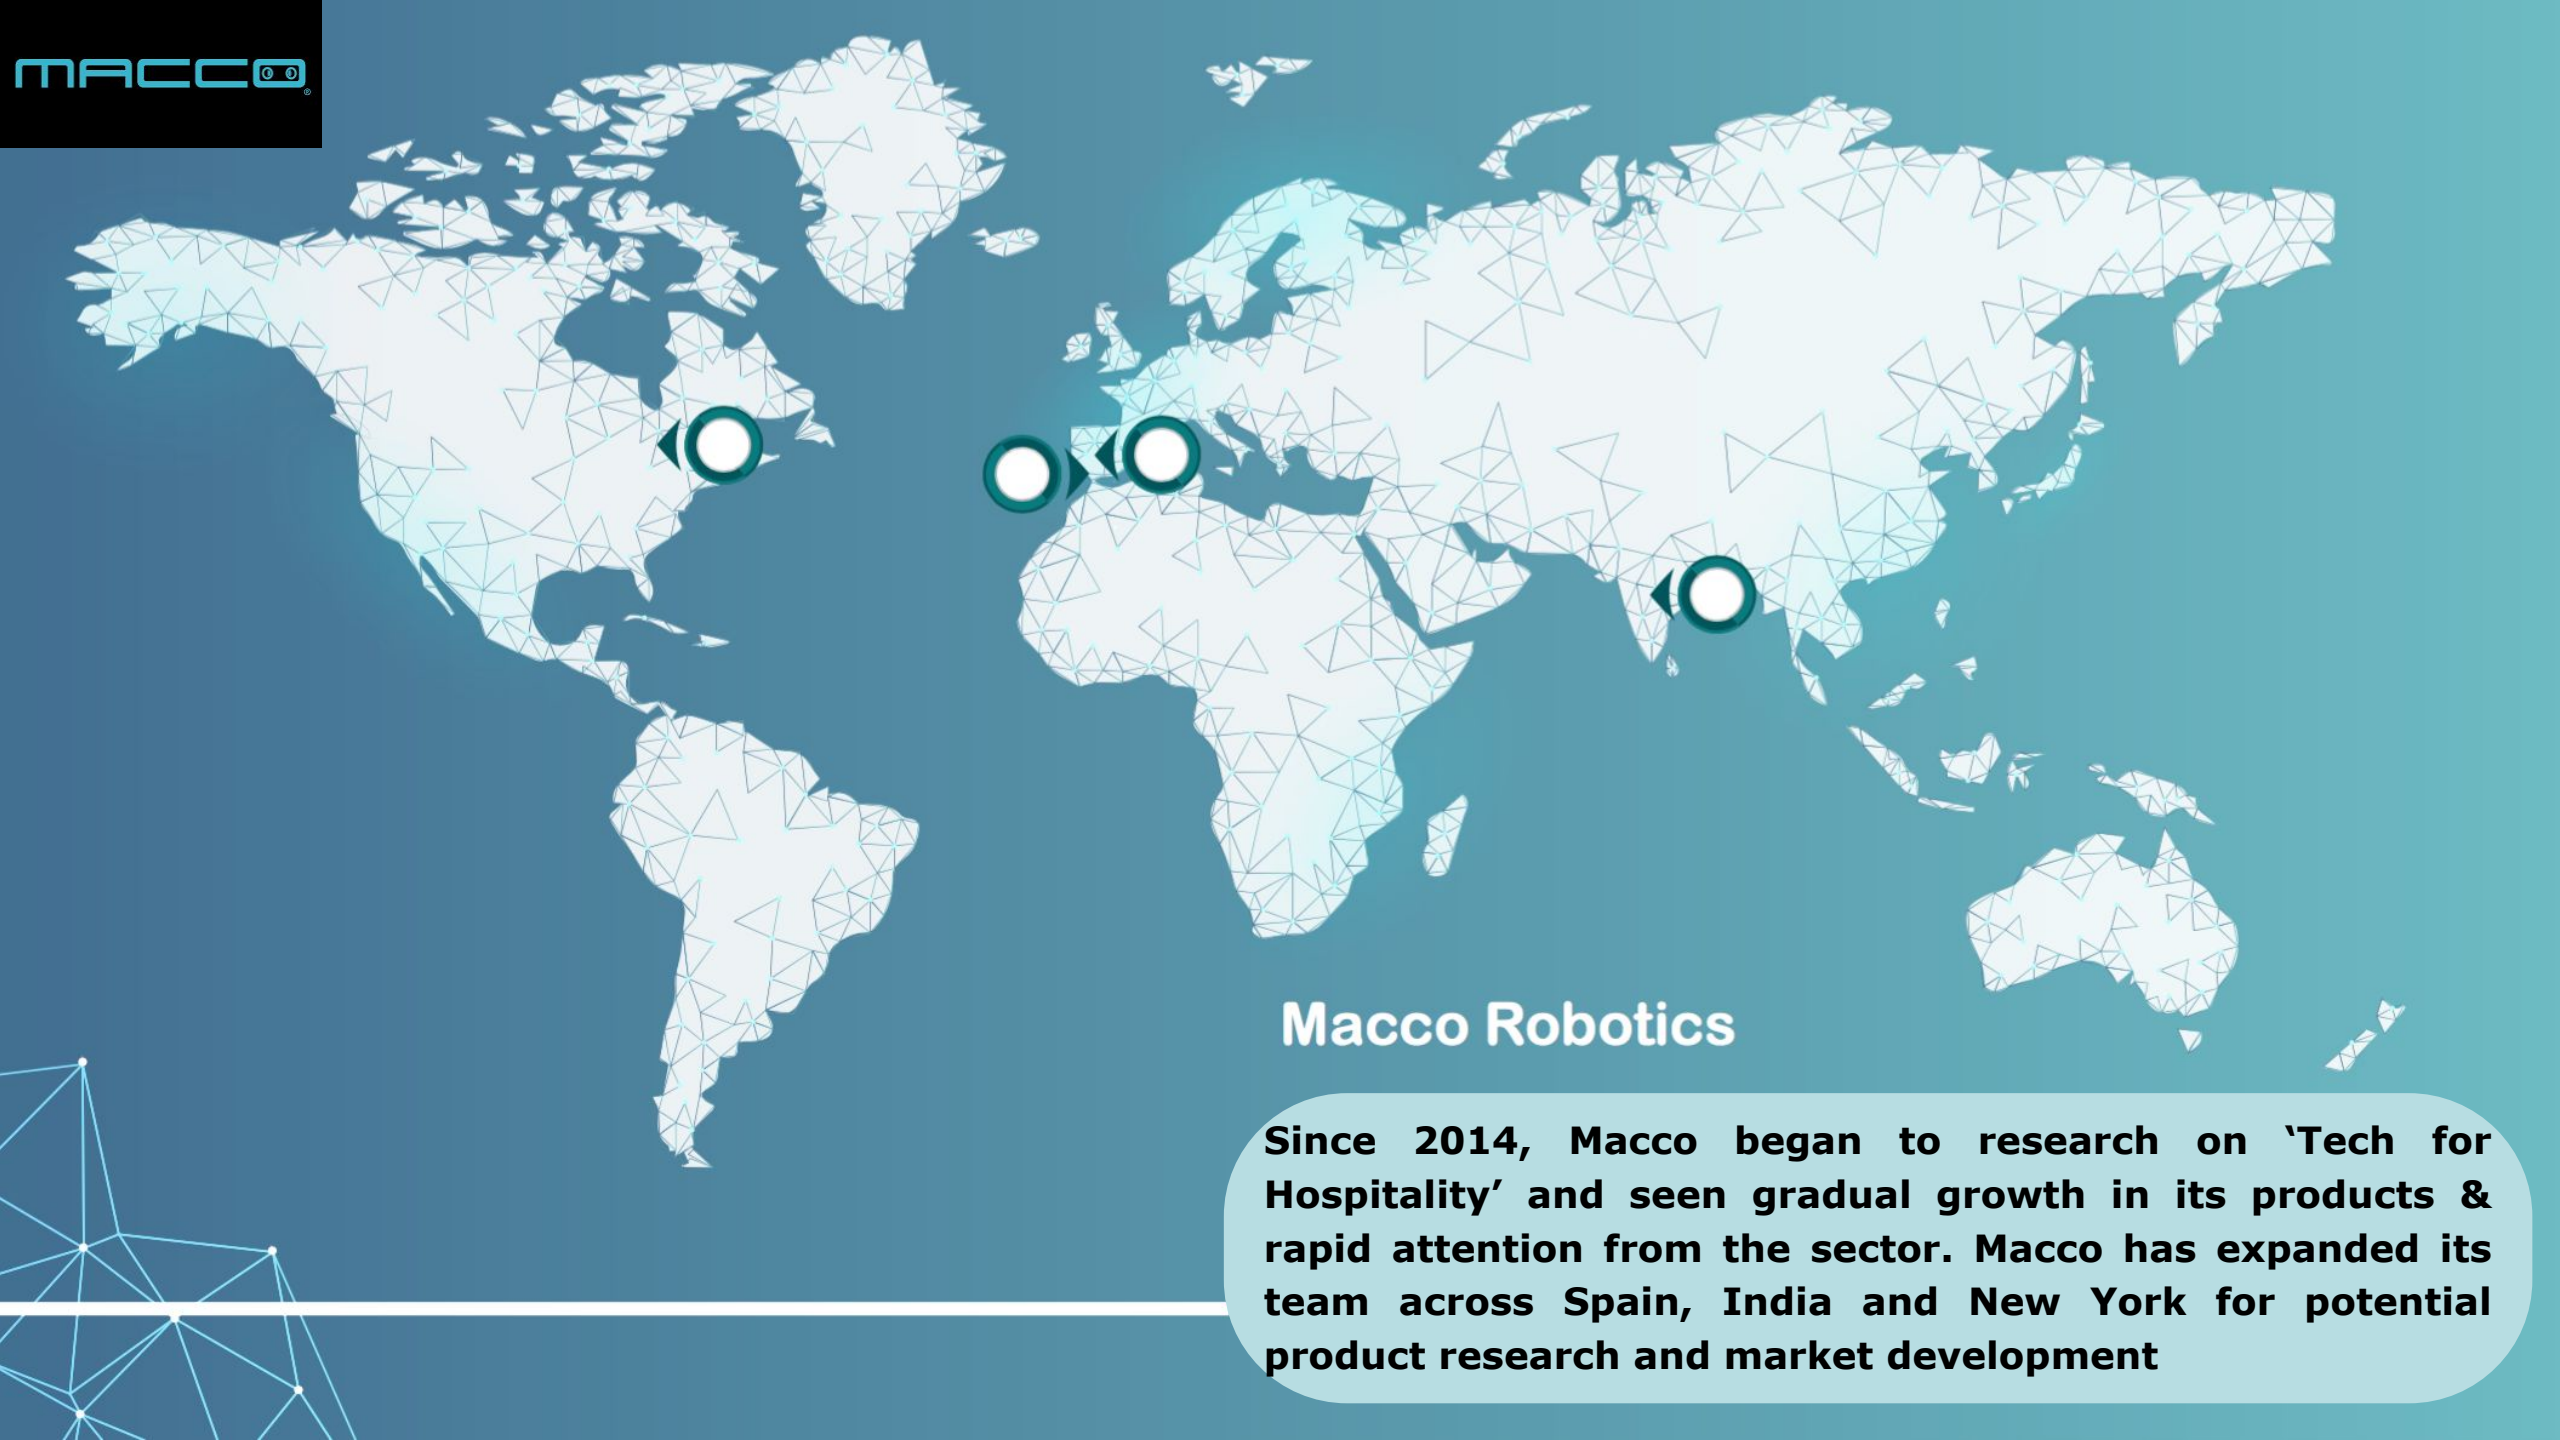 MACCO
®
Macco Robotics
Since 2014, Macco began to research on ‘Tech for
Hospitality’ and seen gradual growth in its products &
rapid attention from the sector. Macco has expanded its
team across Spain, India and New York for potential
product research and market development